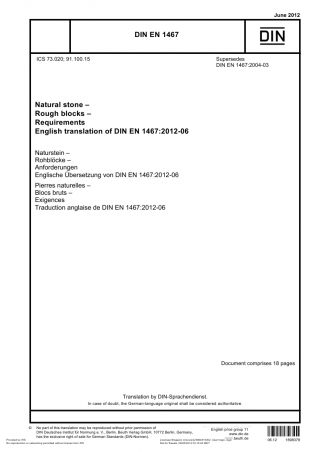 June 2012
DIN EN 1467
DIN
ICS 73.020; 91.100.15
Supersedes
DIN EN 1467:2004-03
Natural stone –
Rough blocks –
Requirements
English translation of DIN EN 1467:2012-06
Naturstein –
Rohblöcke –
Anforderungen
Englische Übersetzung von DIN EN 1467:2012-06
Pierres naturelles –
Blocs bruts –
Exigences
Traduction anglaise de DIN EN 1467:2012-06
Document comprises 18 pages
Translation by DIN-Sprachendienst.
In case of doubt, the German-language original shall be considered authoritative.
© No part of this translation may be reproduced without prior permission of
DIN Deutsches Institut für Normung e. V., Berlin. Beuth Verlag GmbH, 10772 Berlin, Germany,
has the exclusive right of sale for German Standards (DIN-Normen).
English price group 11
www.din.de
www.beuth.de